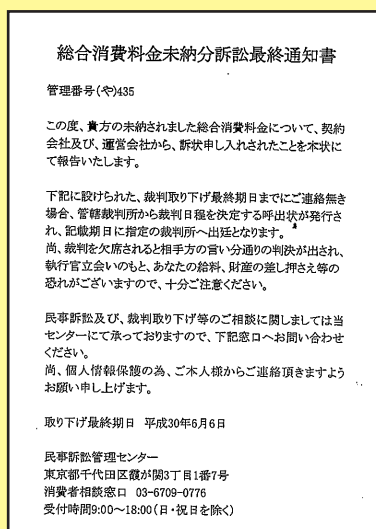 総合消費料金未納分訴訟最終通知書
管理番号(や)435
この度、貴方の未納されました総合消費料金について、契約
会社及び、運営会社から、訴状申し入れされたことを本状に
て報告いたします。
下記に設けられた、裁判取り下げ最終期日までにご連絡無き
場合、管轄裁判所から裁判日程を決定する呼出状が発行さ
れ、記載期日に指定の裁判所へ出廷となります。
尚、裁判を欠席されると相手方の言い分通りの判決が出され、
執行官立会いのもと、あなたの給料、財産の差し押さえ等の
恐れがございますので、十分ご注意ください。
民事訴訟及び、裁判取り下げ等のご相談に関しましては当
センターにて承っておりますので、下記窓口へお問い合わせ
ください。
尚、個人情報保護の為、ご本人様からご連絡頂きますよう
お願い申し上げます。
取り下げ最終期日 平成30年6月6日
民事訴訟管理センター
東京都千代田区霞が関3丁目1番7号
消費者相談窓口 03-6709-0776
受付時間9:00~18:00(日・祝日を除く)